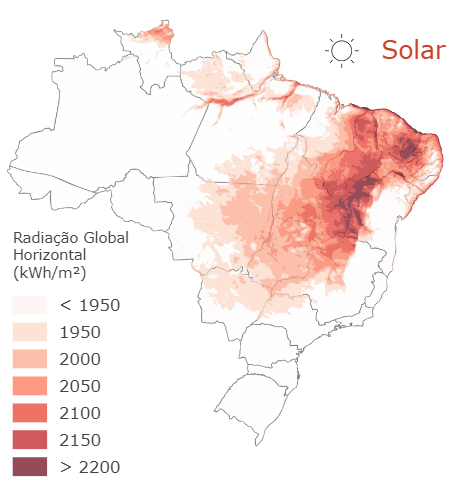 Solar
Radiação Global
Horizontal
(kWh/m²)
< 1950
1950
2000
2050
2100
2150
> 2200